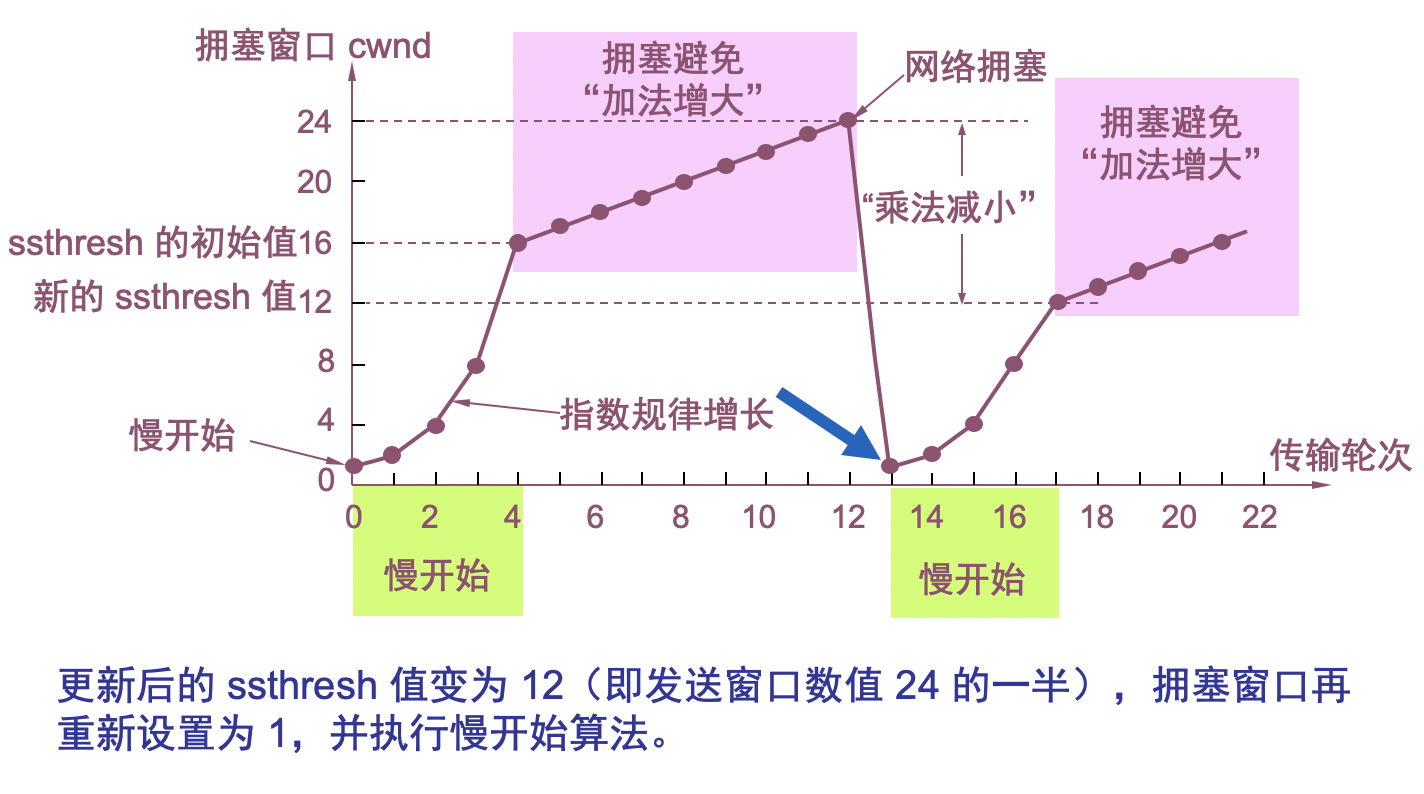 拥塞窗口 cwnd
拥塞避免
“加法增大”
网络拥塞
拥塞避免
“加法增大”
24
20
“乘法减小”
ssthresh 的初始值16
新的 ssthresh 值12
8
4
指数规律增长
慢开始
传输轮次
0
0 2 4 6 8 10 12 14 16 18 20 22
慢开始
慢开始
更新后的 ssthresh 值变为 12（即发送窗口数值 24 的一半），拥塞窗口再
重新设置为 1，并执行慢开始算法。